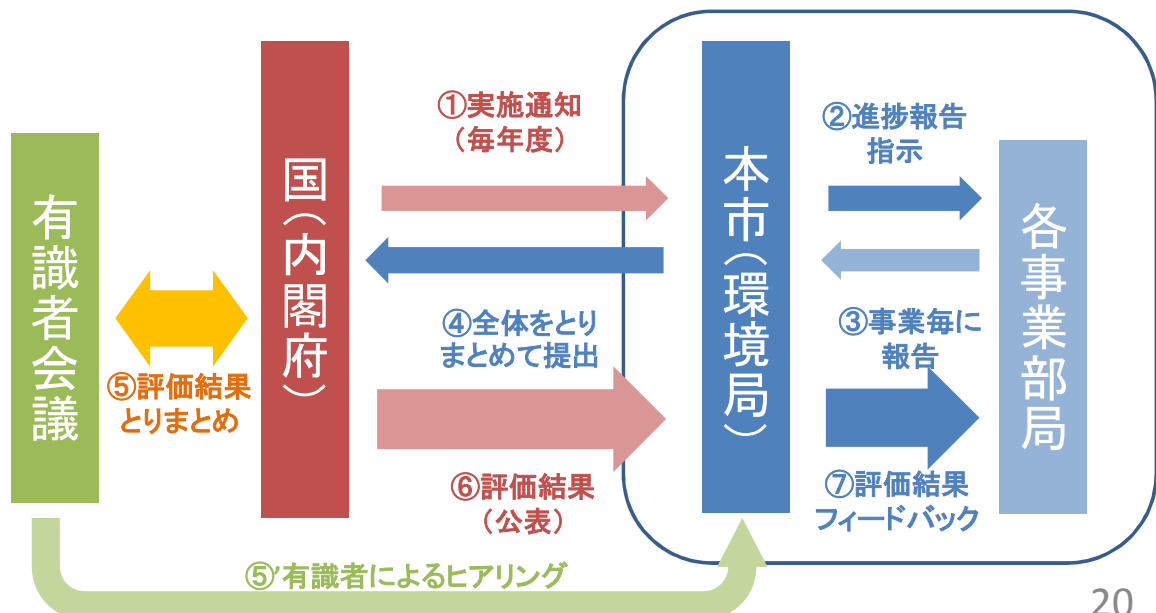 有識者会議
国(内閣府)
本市(環境局)
各事業部局
①実施通知
(毎年度)
②進捗報告
指示
③事業毎に
報告
④全体をとり
まとめて提出
⑤評価結果
とりまとめ
⑥評価結果
(公表)
⑦評価結果
フィードバック
⑤’有識者によるヒアリング
20